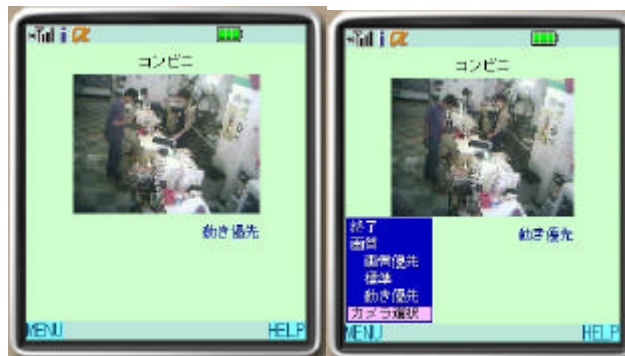 コンビニ
動き優先
MENU HELP
コンビニ
動き優先
終了
画質
画質優先
標準
動き優先
カメラ選択
MENU HELP